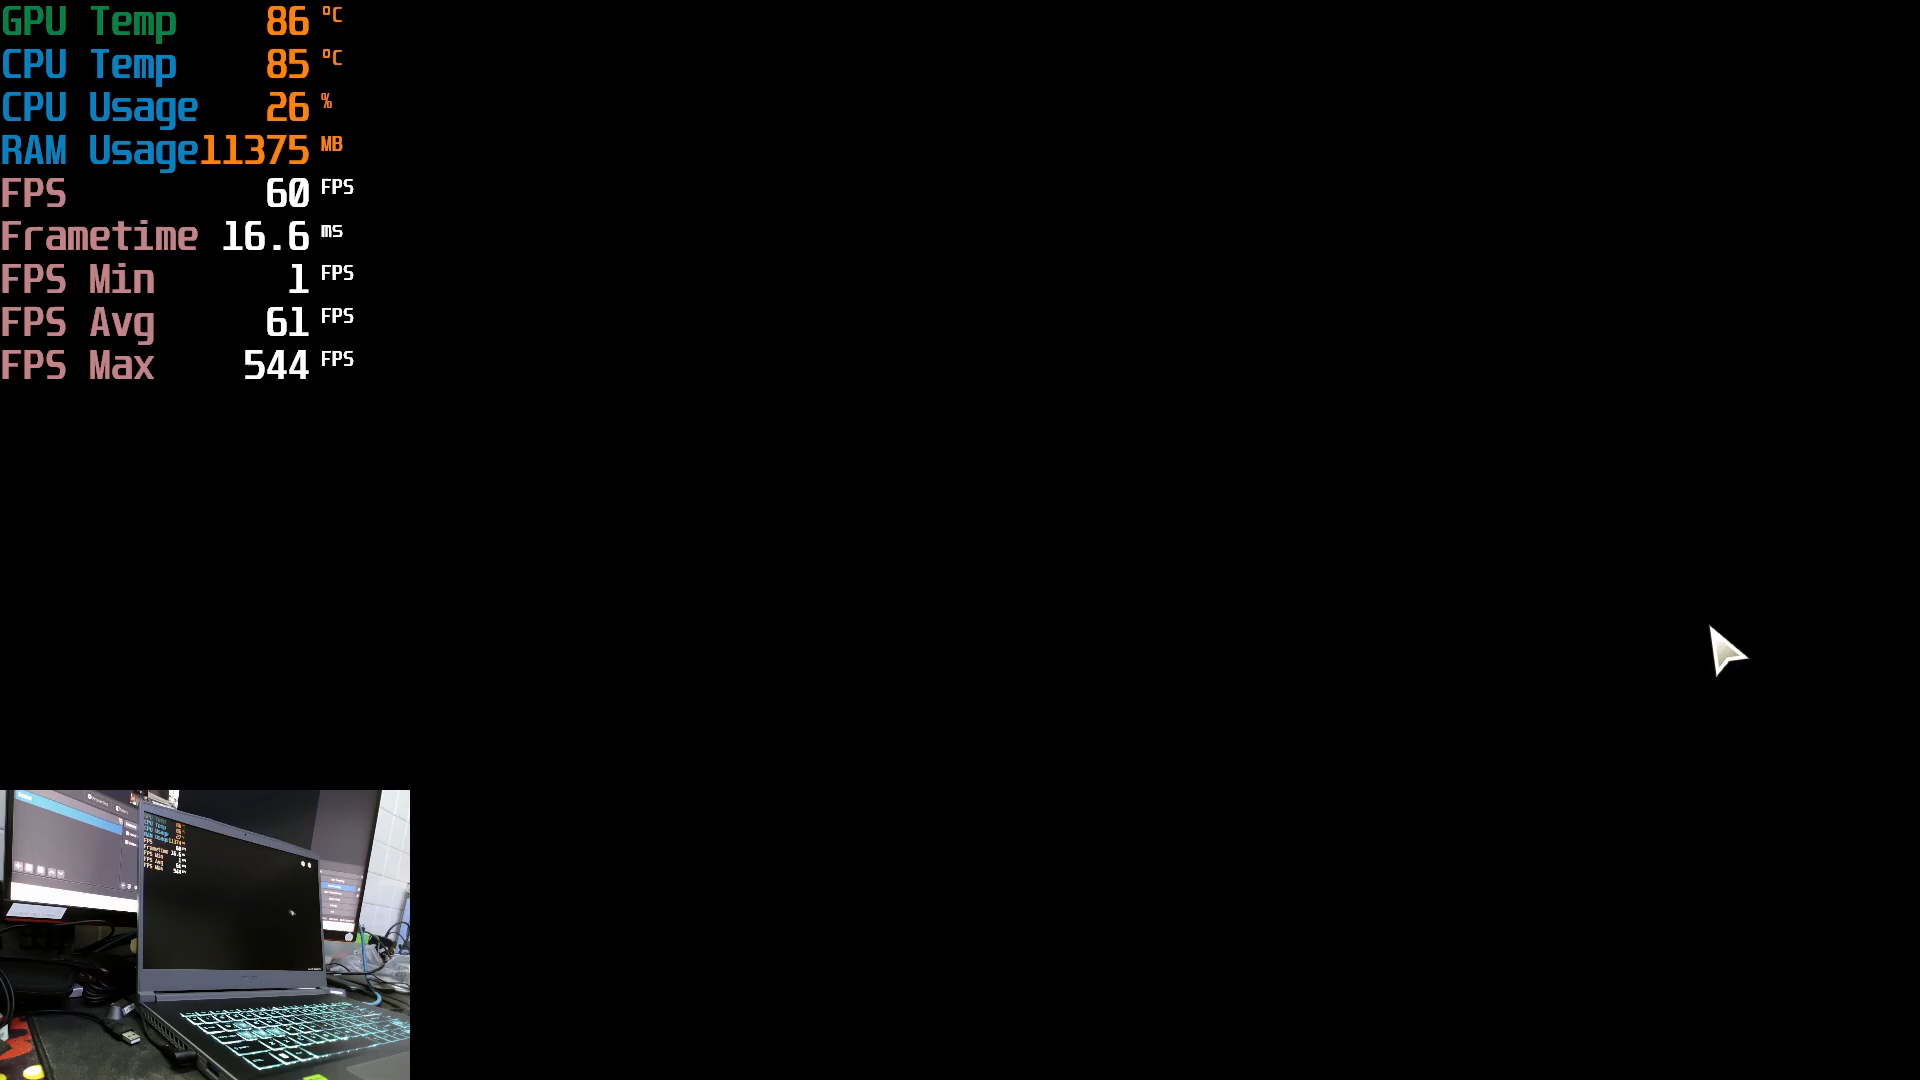 GPU Temp 86 °C
CPU Temp 85 °C
CPU Usage 26 %
RAM Usage 11375 MB
FPS 60 FPS
Frametime 16.6 ms
FPS Min 1 FPS
FPS Avg 61 FPS
FPS Max 544 FPS